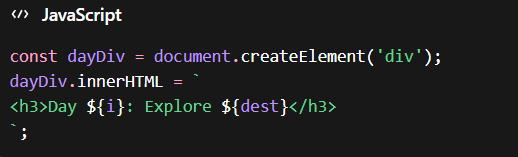 JavaScript
const dayDiv = document.createElement('div');
dayDiv.innerHTML = `
<h3>Day ${i}: Explore ${dest}</h3>
`;